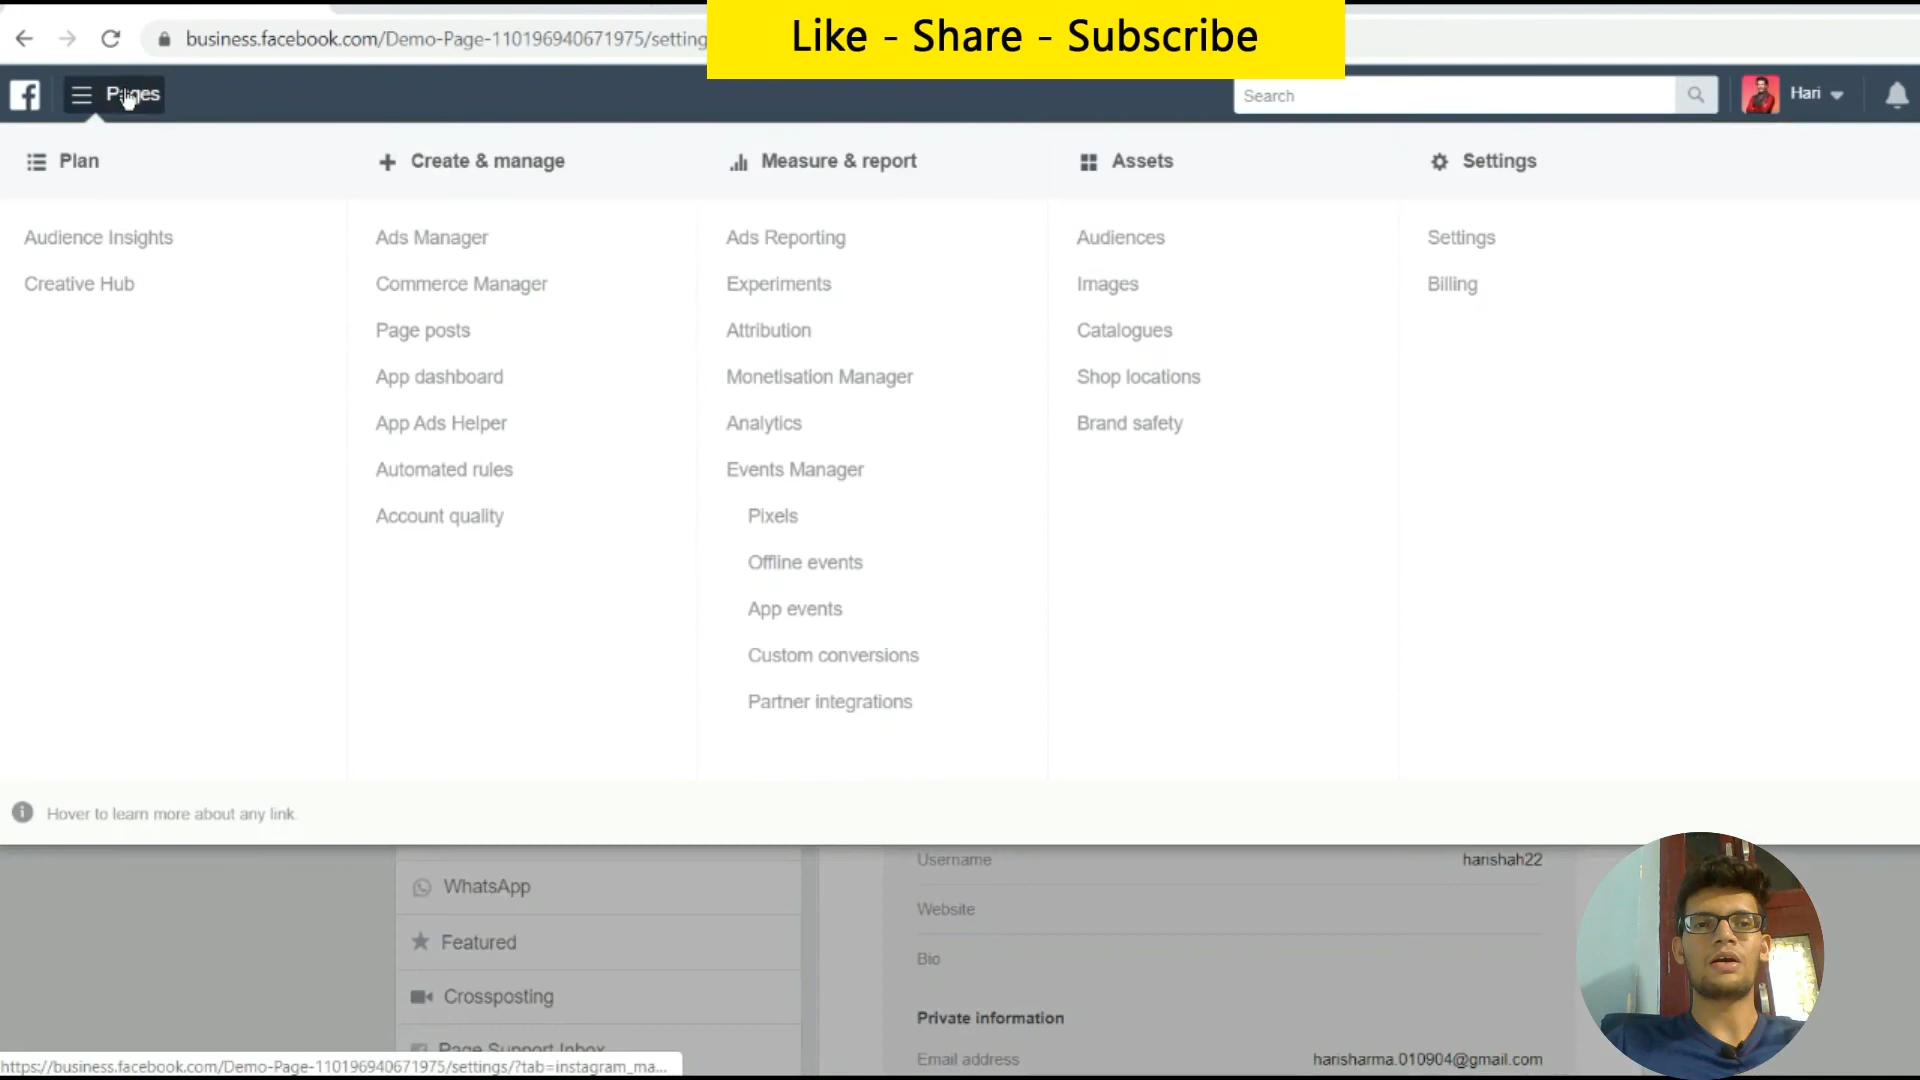 Like - Share - Subscribe
business.facebook.com/Demo-Page-110196940671975/setting
Pages
Search
Hari
Plan
Create & manage
Measure & report
Assets
Settings
Audience Insights
Ads Manager
Ads Reporting
Audiences
Settings
Creative Hub
Commerce Manager
Experiments
Images
Billing
Page posts
Attribution
Catalogues
App dashboard
Monetisation Manager
Shop locations
App Ads Helper
Analytics
Brand safety
Automated rules
Events Manager
Account quality
Pixels
Offline events
App events
Custom conversions
Partner integrations
Hover to learn more about any link.
Username
harishah22
WhatsApp
Website
Featured
Bio
Crossposting
Private information
Page Support Inbox
Email address
harisharma.010904@gmail.com
https://business.facebook.com/Demo-Page-110196940671975/settings/?tab=instagram_ma...